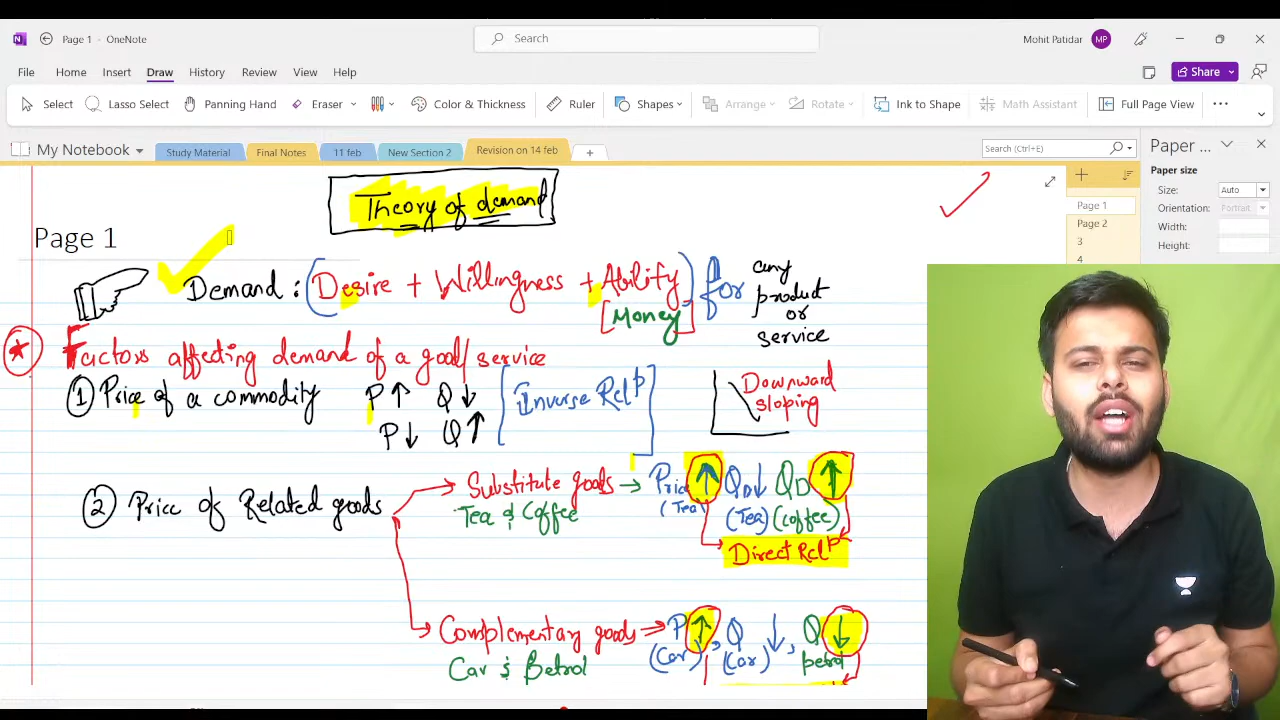 Page 1 - OneNote
Search
Mohit Patidar MP
File Home Insert Draw History Review View Help
Share
Select Lasso Select Panning Hand Eraser Color & Thickness Ruler Shapes Arrange Rotate Ink to Shape Math Assistant Full Page View
My Notebook Study Material Final Notes 11 feb New Section 2 Revision on 14 feb + Search (Ctrl+E)
Paper ...
Paper size
Size: Auto
Orientation: Portrait
Width:
Height:
Page 1
Page 2
3
4
Theory of demand
Page 1
Demand : (Desire + Willingness + Ability) for any product or service
[Money]
Factors affecting demand of a good/service
① Price of a commodity P↑ Q↓ [Inverse Relp] Downward sloping
P↓ Q↑
② Price of Related goods
Substitute goods → Price↑ QD↓ QD↑
Tea & Coffee (Tea) (Tea) (coffee)
Direct Relp
Complementary goods → P↑, Q↓, Q↓
Car & Petrol (Car) (Car) petrol